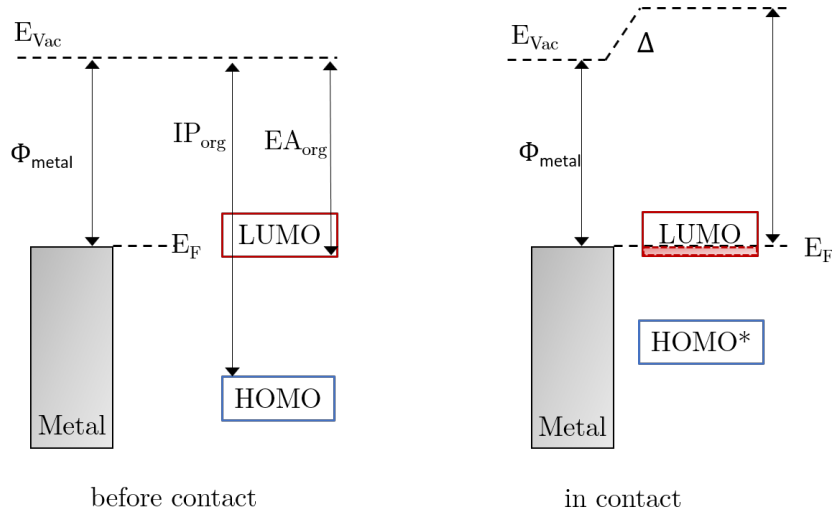 E_Vac
Φ_metal
IP_org
EA_org
LUMO
E_F
HOMO
Metal
before contact
E_Vac
Δ
Φ_metal
LUMO
E_F
HOMO*
Metal
in contact